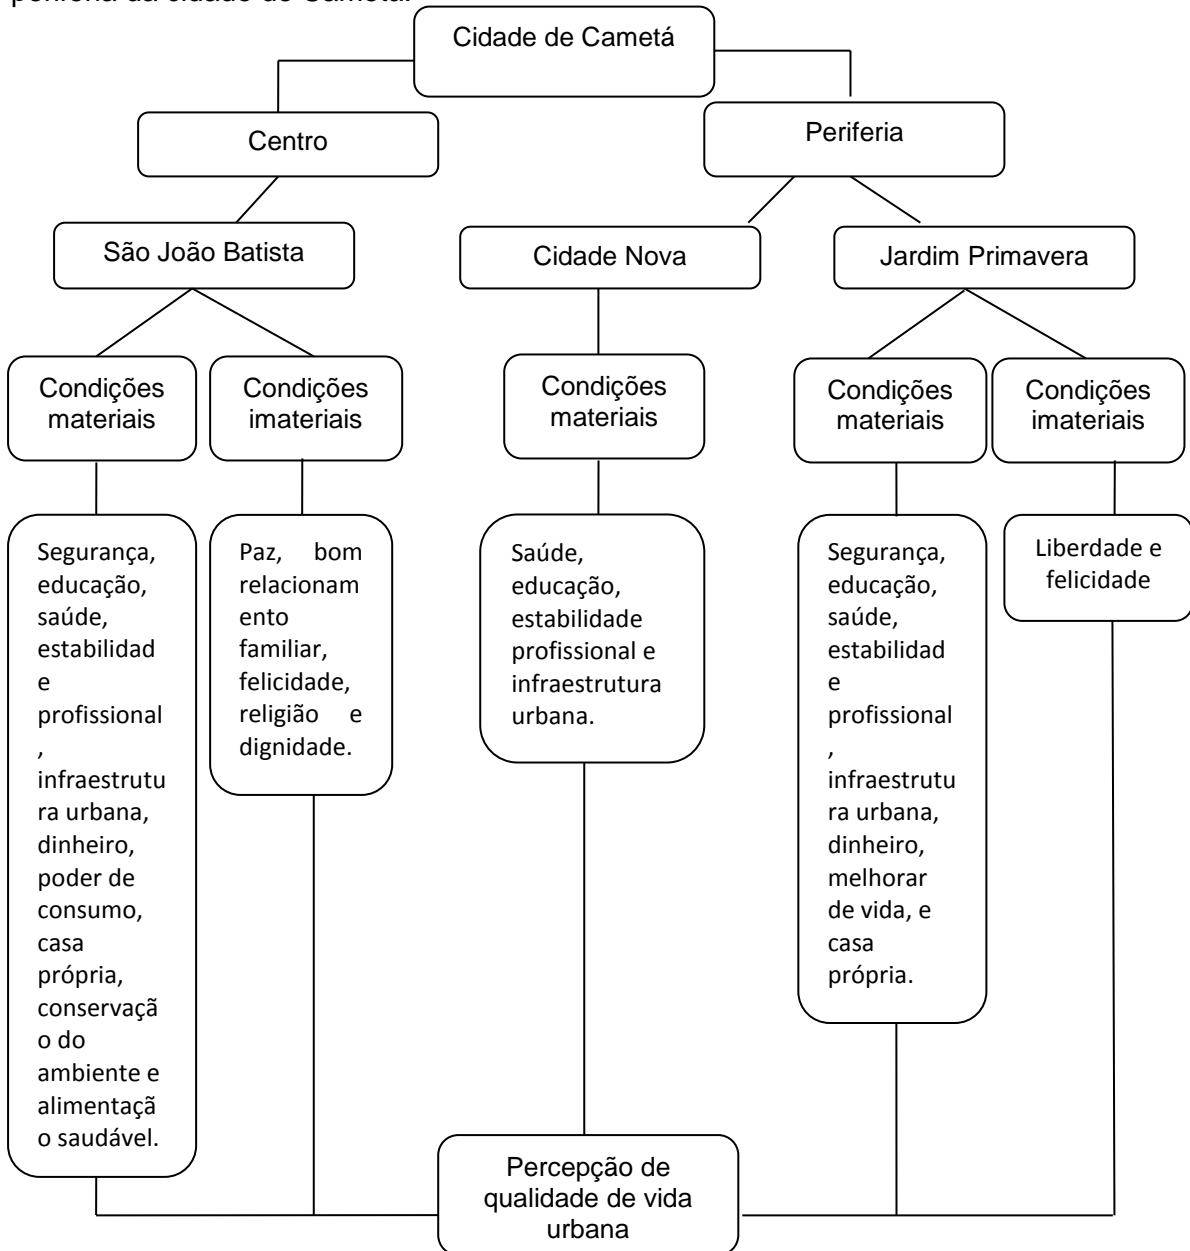 periferia da cidade de Cametá.
Cidade de Cametá
Centro
Periferia
São João Batista
Cidade Nova
Jardim Primavera
Condições
materiais
Condições
imateriais
Condições
materiais
Condições
materiais
Condições
imateriais
Segurança,
educação,
saúde,
estabilidad
e
profissional
,
infraestrutu
ra urbana,
dinheiro,
poder de
consumo,
casa
própria,
conservaçã
o do
ambiente e
alimentaçã
o saudável.
Paz, bom
relacionam
ento
familiar,
felicidade,
religião e
dignidade.
Saúde,
educação,
estabilidade
profissional e
infraestrutura
urbana.
Segurança,
educação,
saúde,
estabilidad
e
profissional
,
infraestrutu
ra urbana,
dinheiro,
melhorar
de vida, e
casa
própria.
Liberdade e
felicidade
Percepção de
qualidade de vida
urbana